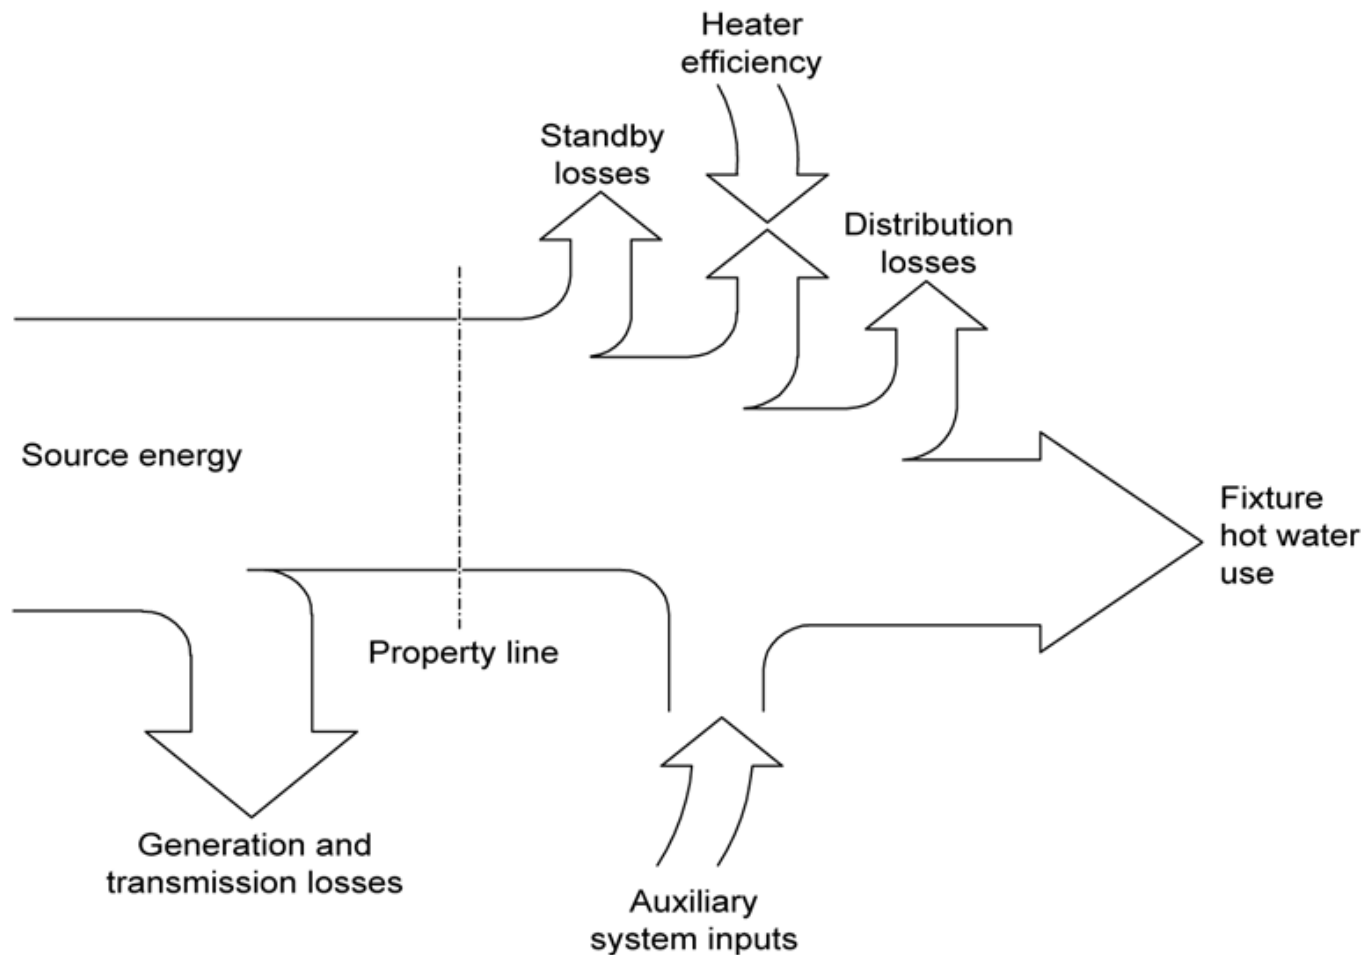 Heater
efficiency
Standby
losses
Distribution
losses
Source energy
Fixture
hot water
use
Property line
Generation and
transmission losses
Auxiliary
system inputs